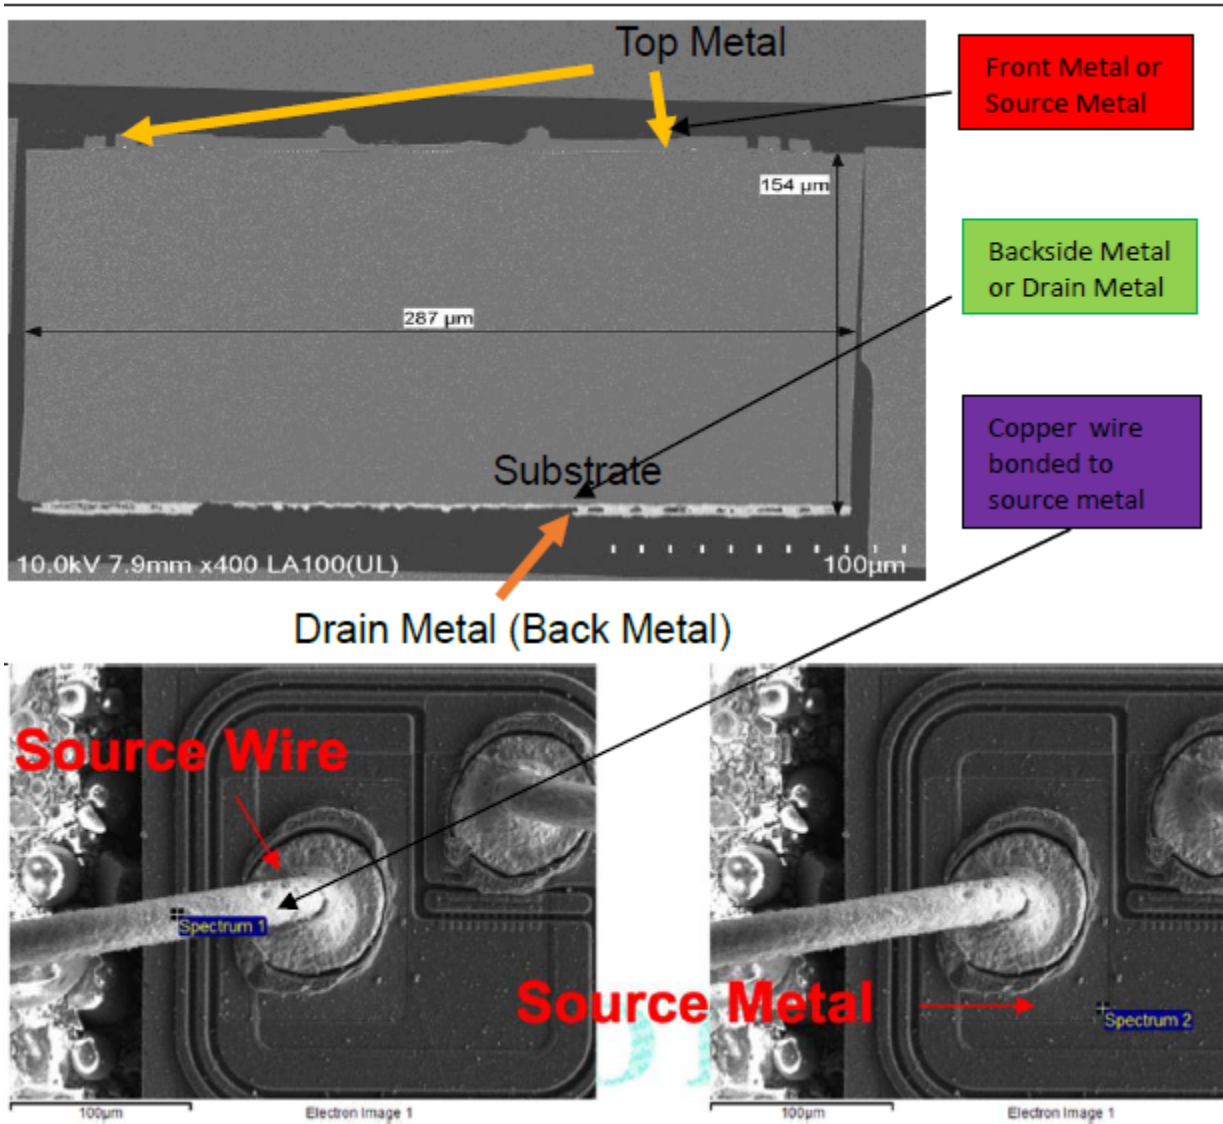 Top Metal
Front Metal or
Source Metal
154 µm
Backside Metal
or Drain Metal
287 µm
Copper wire
bonded to
source metal
Substrate
10.0kV 7.9mm x400 LA100(UL)
100µm
Drain Metal (Back Metal)
Source Wire
Spectrum 1
Source Metal
Spectrum 2
100µm
Electron Image 1
100µm
Electron Image 1